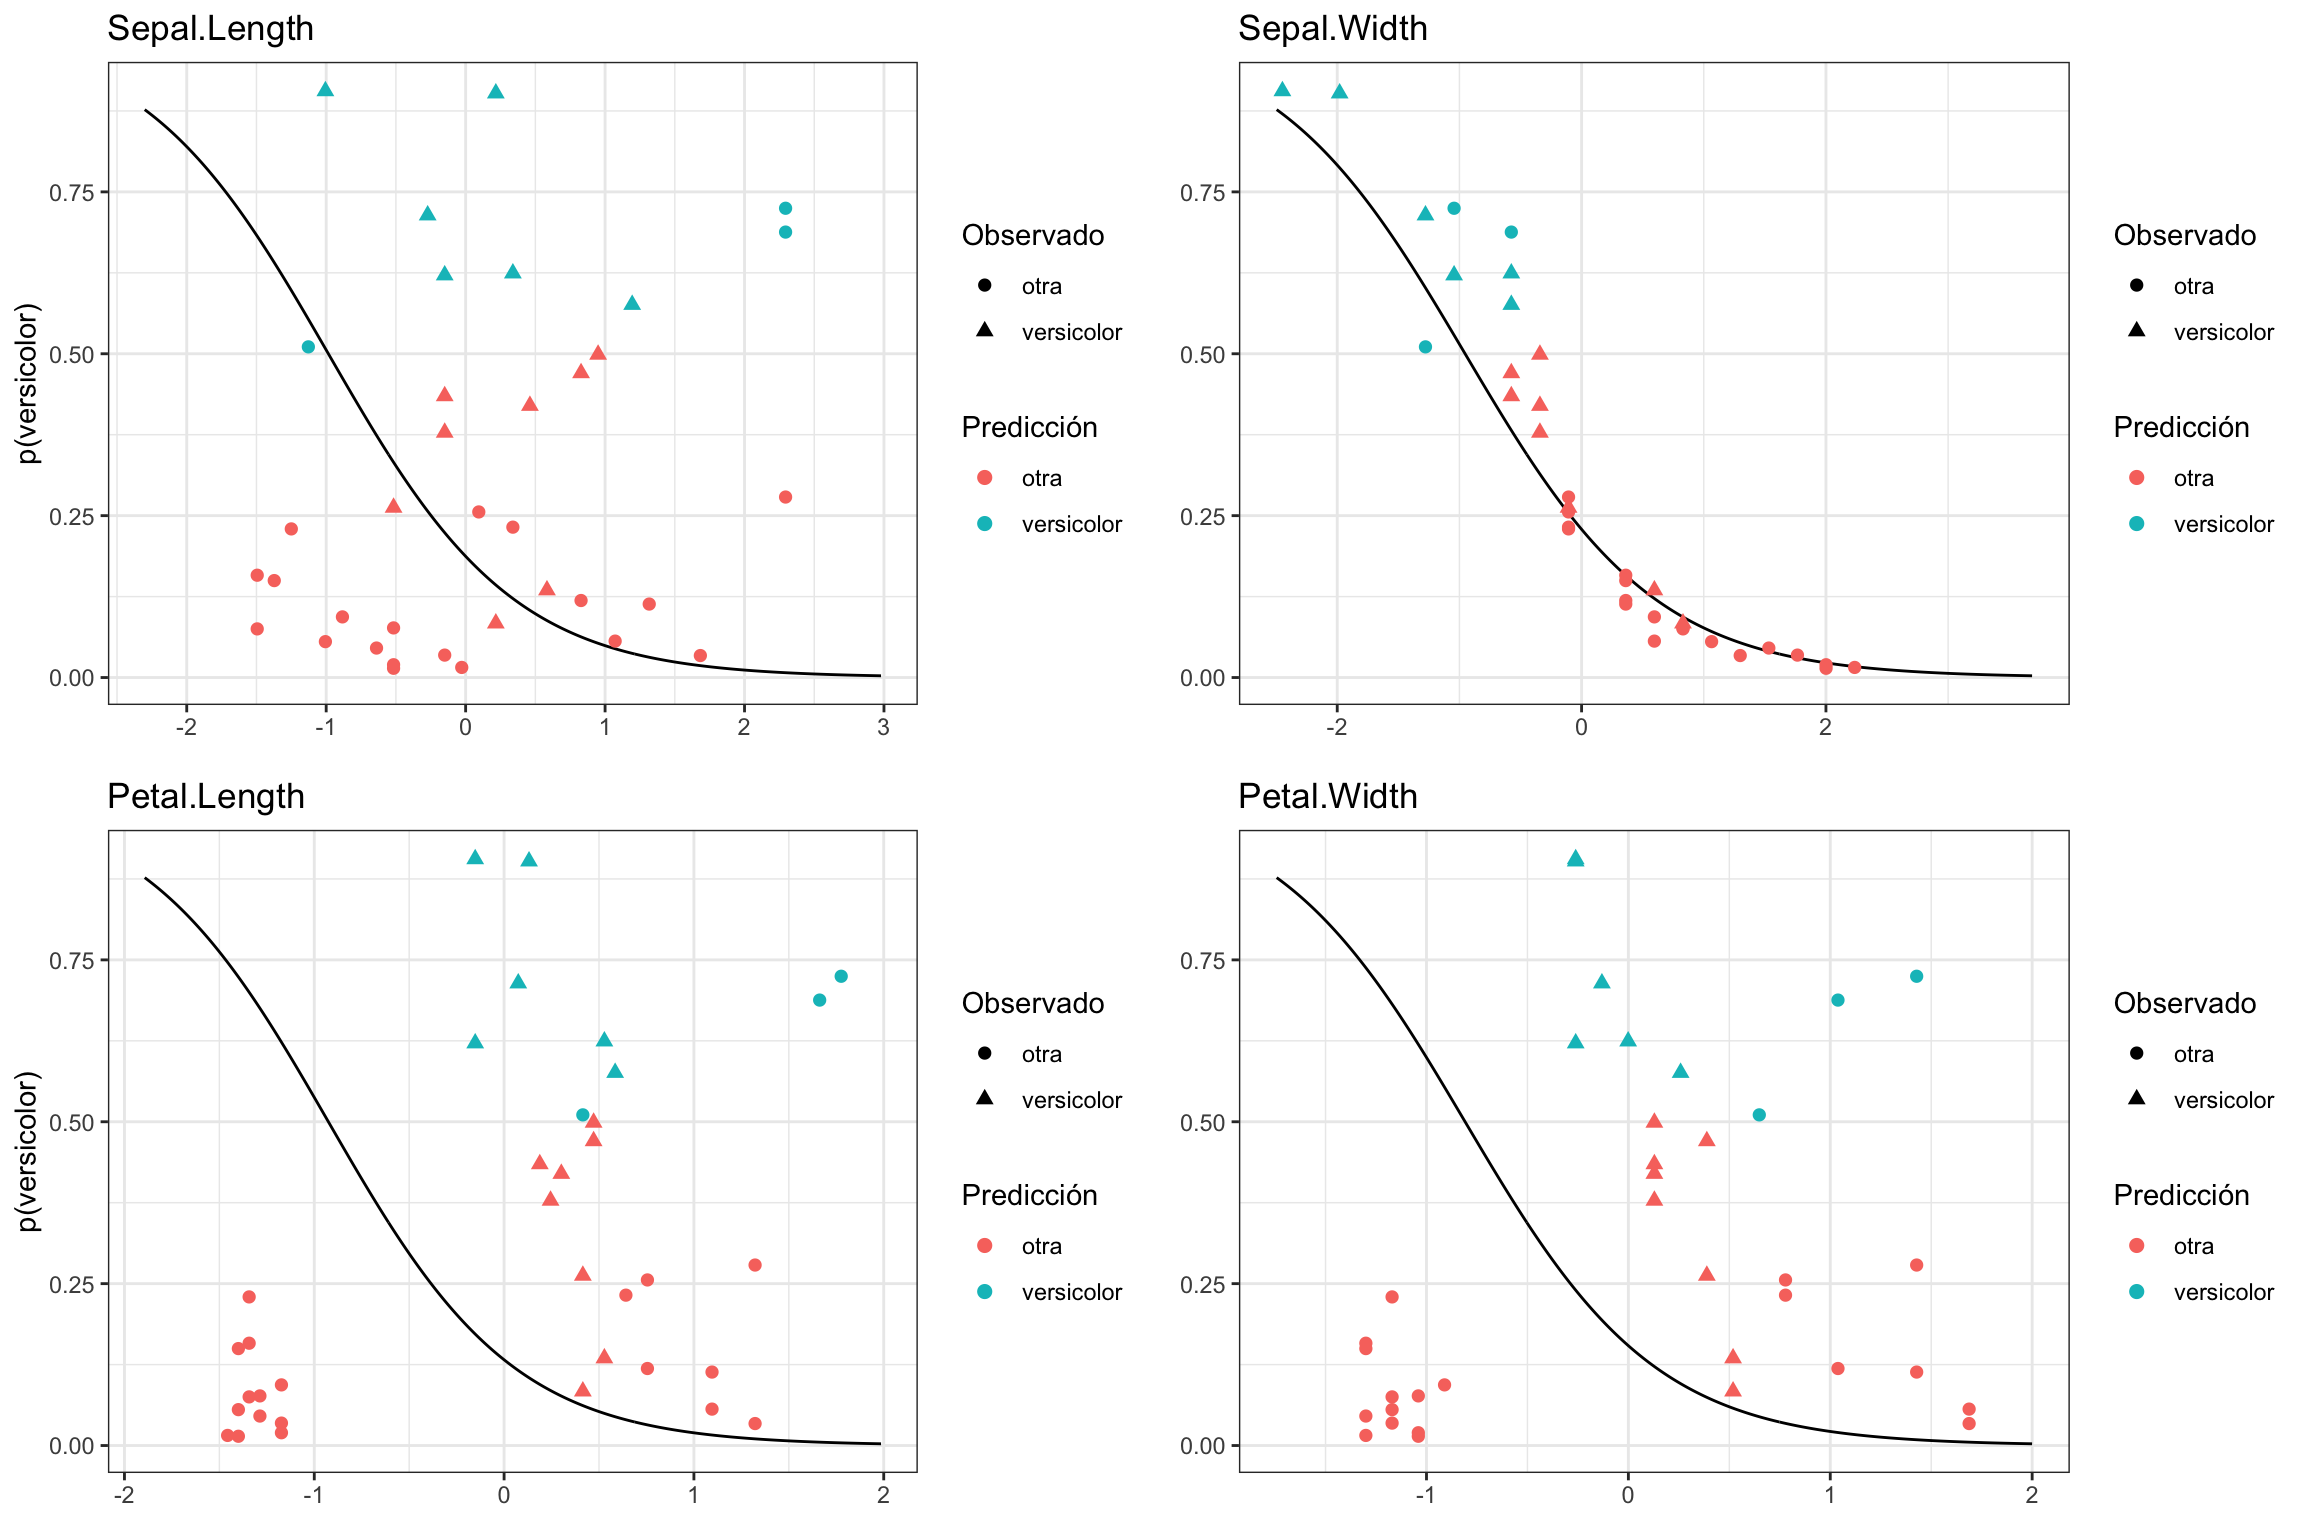 Sepal.Length
p(versicolor)
0.75
0.50
0.25
0.00
-2 -1 0 1 2 3
Observado
otra
versicolor
Predicción
otra
versicolor
Sepal.Width
0.75
0.50
0.25
0.00
-2 0 2
Observado
otra
versicolor
Predicción
otra
versicolor
Petal.Length
p(versicolor)
0.75
0.50
0.25
0.00
-2 -1 0 1 2
Observado
otra
versicolor
Predicción
otra
versicolor
Petal.Width
0.75
0.50
0.25
0.00
-1 0 1 2
Observado
otra
versicolor
Predicción
otra
versicolor